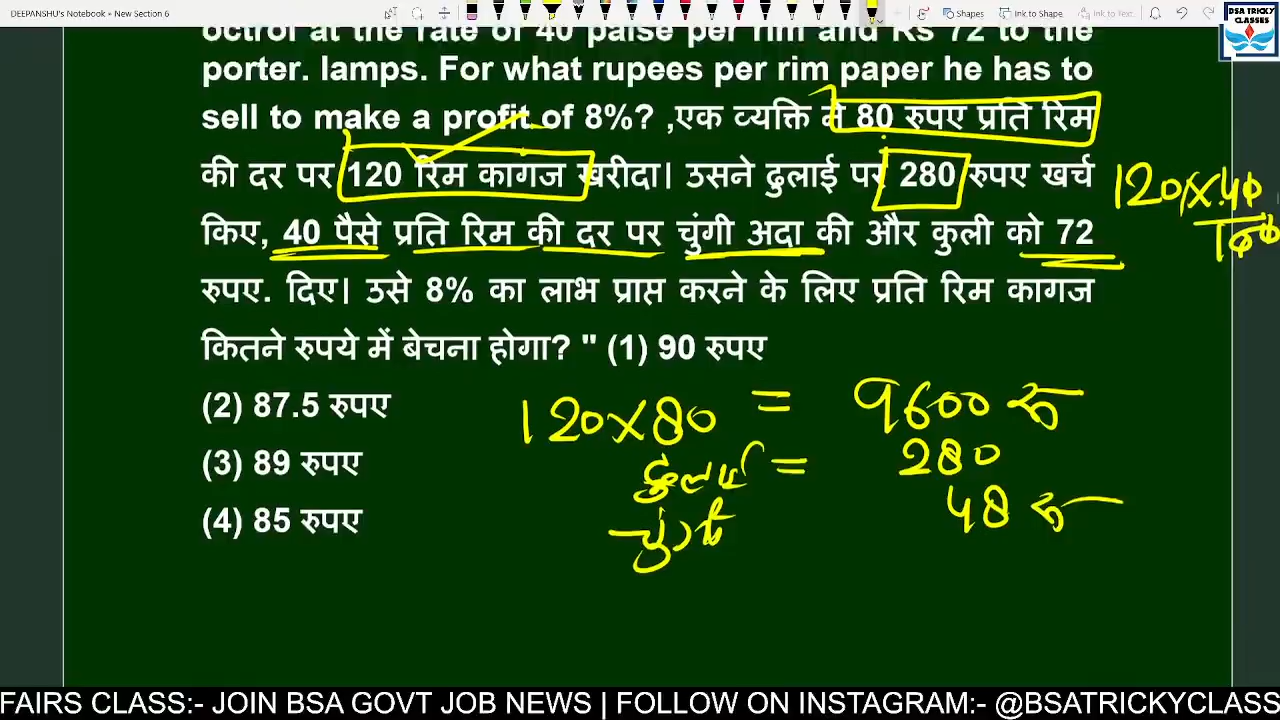 DEEPANSHU's Notebook » New Section 6
Shapes Ink to Shape Ink to Text
BSA TRICKY
CLASSES
octroi at the rate of 40 paise per rim and Rs 72 to the
porter. lamps. For what rupees per rim paper he has to
sell to make a profit of 8%? ,एक व्यक्ति ने 80 रुपए प्रति रिम
की दर पर 120 रिम कागज खरीदा। उसने ढुलाई पर 280 रुपए खर्च
120 x 40
100
किए, 40 पैसे प्रति रिम की दर पर चुंगी अदा की और कुली को 72
रुपए. दिए। उसे 8% का लाभ प्राप्त करने के लिए प्रति रिम कागज
कितने रुपये में बेचना होगा? " (1) 90 रुपए
(2) 87.5 रुपए
120 x 80 = 9600 रु
(3) 89 रुपए
ढुलाई = 280
(4) 85 रुपए
चुंगी 48 रु
FAIRS CLASS:- JOIN BSA GOVT JOB NEWS | FOLLOW ON INSTAGRAM:- @BSATRICKYCLASS